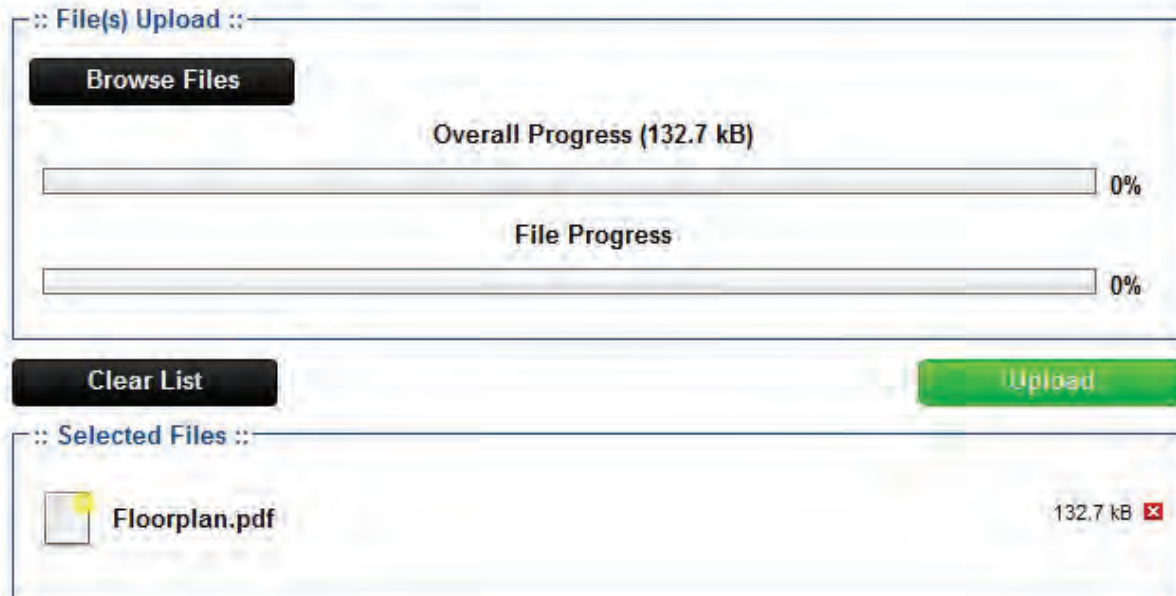 :: File(s) Upload ::
Browse Files
Overall Progress (132.7 kB)
0%
File Progress
0%
Clear List
Upload
:: Selected Files ::
Floorplan.pdf
132.7 kB